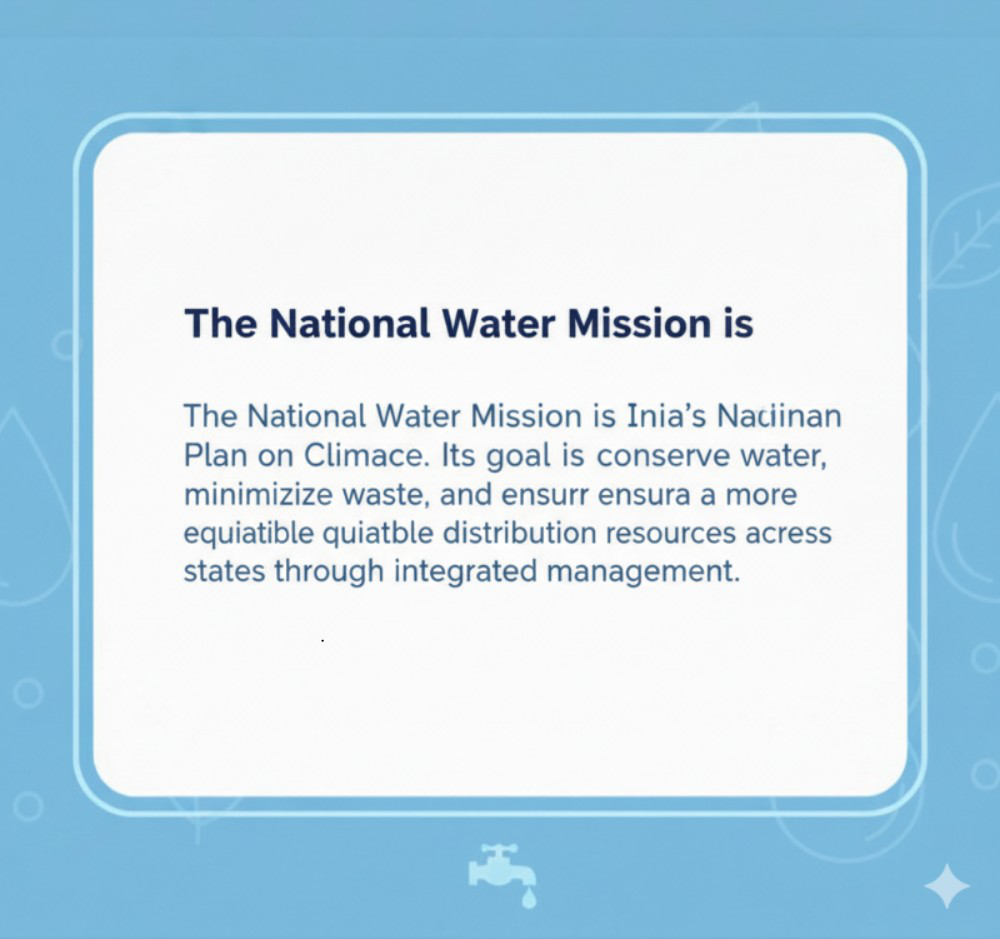 The National Water Mission is
The National Water Mission is Inia's Nadinan
Plan on Climace. Its goal is conserve water,
minimizize waste, and ensurr ensura a more
equiatible quiatble distribution resources acress
states through integrated management.